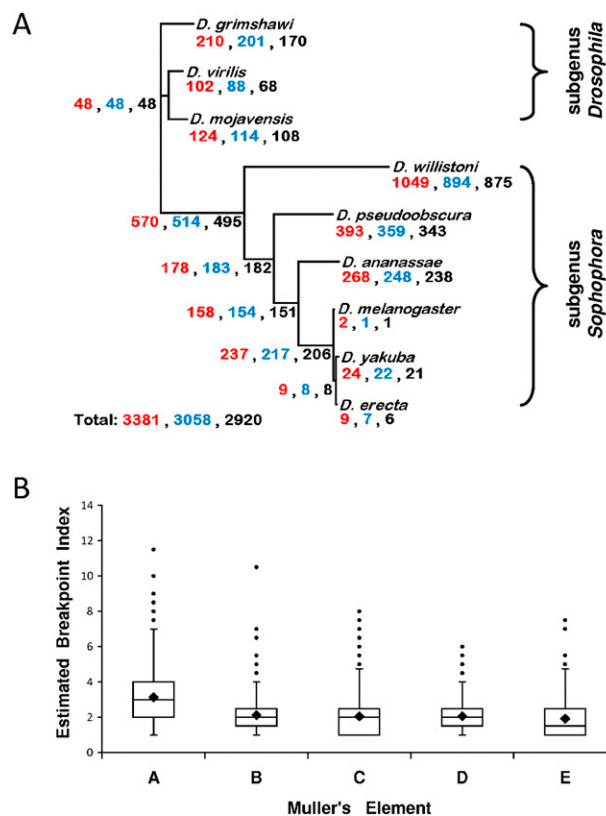 A
D. grimshawi
210 , 201 , 170
D. virilis
102 , 88 , 68
48 , 48 , 48
D. mojavensis
124 , 114 , 108
subgenus
Drosophila
D. willistoni
1049 , 894 , 875
570 , 514 , 495
D. pseudoobscura
393 , 359 , 343
178 , 183 , 182
D. ananassae
268 , 248 , 238
158 , 154 , 151
D. melanogaster
2 , 1 , 1
237 , 217 , 206
D. yakuba
24 , 22 , 21
9 , 8 , 8
D. erecta
9 , 7 , 6
subgenus
Sophophora
Total: 3381 , 3058 , 2920
B
Estimated Breakpoint Index
14
12
10
8
6
4
2
0
A B C D E
Muller's Element